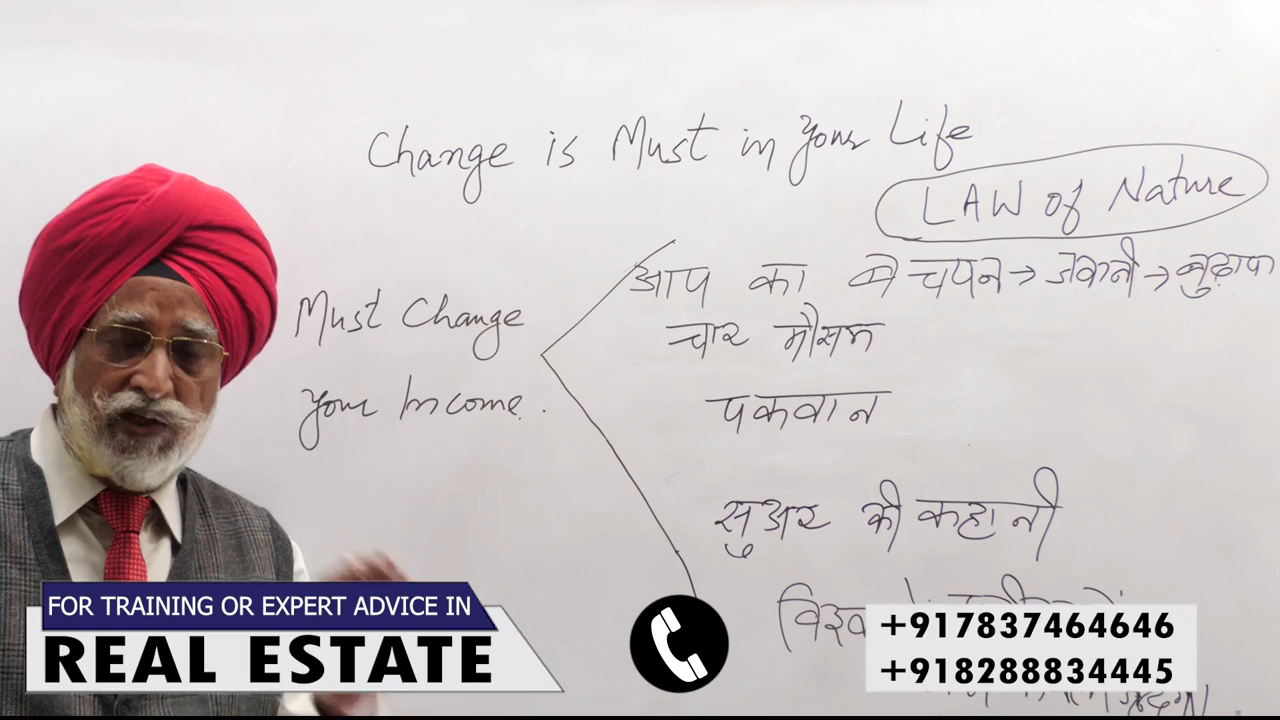 Change is Must in Your Life
LAW of Nature
Must Change
Your Income.
आप का बेचपन → जवानी → बुढ़ापा
चार मौसम
पकवान
सुअर की कहानी
FOR TRAINING OR EXPERT ADVICE IN
REAL ESTATE
+917837464646
+918288834445